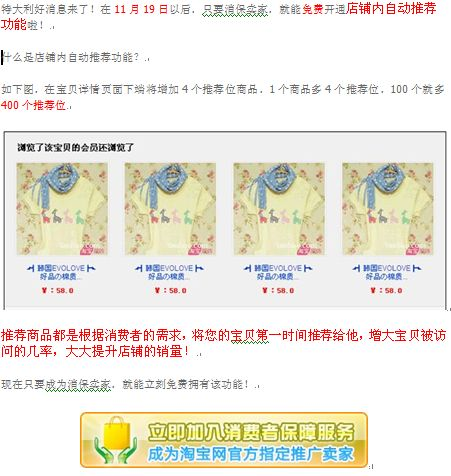 特大利好消息来了！在 11 月 19 日以后，只要消保卖家，就能免费开通店铺内自动推荐
功能啦！
什么是店铺内自动推荐功能？
如下图，在宝贝详情页面下端将增加 4 个推荐位商品，1 个商品多 4 个推荐位，100 个就多
400 个推荐位
浏览了该宝贝的会员还浏览了
韩国EVOLOVE 韩国EVOLOVE 韩国EVOLOVE 韩国EVOLOVE
好品の棉质... 好品の棉质... 好品の棉质... 好品の棉质...
¥：58.0 ¥：58.0 ¥：58.0 ¥：58.0
推荐商品都是根据消费者的需求，将您的宝贝第一时间推荐给他，增大宝贝被访
问的几率，大大提升店铺的销量！
现在只要成为消保卖家，就能立刻免费拥有该功能！
立即加入消费者保障服务
成为淘宝网官方指定推广卖家